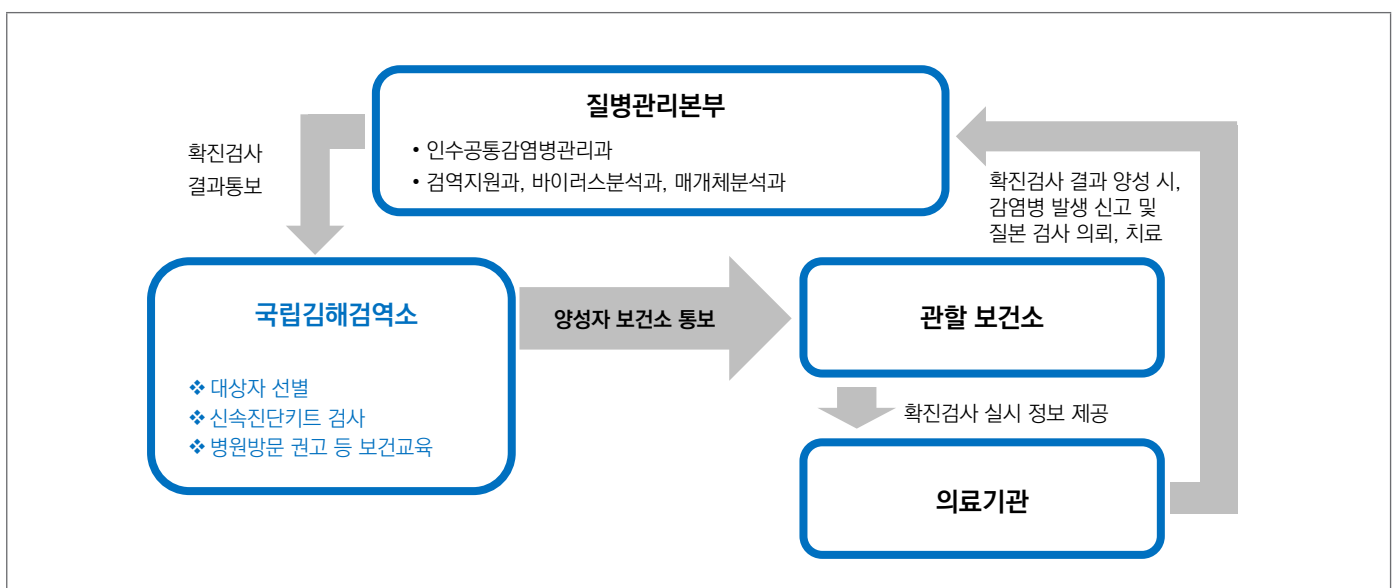 질병관리본부
• 인수공통감염병관리과
• 검역지원과, 바이러스분석과, 매개체분석과
확진검사
결과통보
확진검사 결과 양성 시,
감염병 발생 신고 및
질본 검사 의뢰, 치료
국립김해검역소
❖ 대상자 선별
❖ 신속진단키트 검사
❖ 병원방문 권고 등 보건교육
양성자 보건소 통보
관할 보건소
확진검사 실시 정보 제공
의료기관